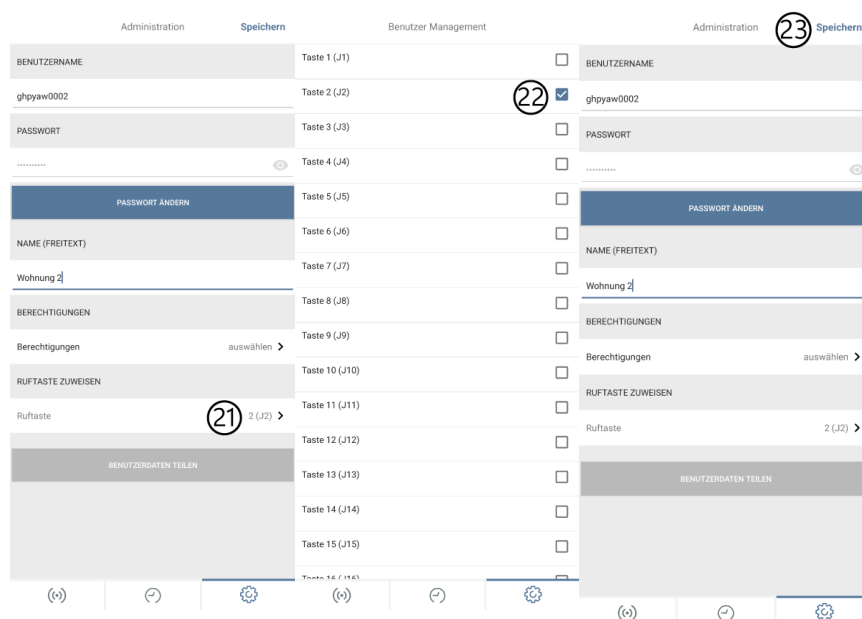 Administration
Speichern
BENUTZERNAME
ghpyaw0002
PASSWORT
..........
PASSWORT ÄNDERN
NAME (FREITEXT)
Wohnung 2
BERECHTIGUNGEN
Berechtigungen
auswählen
RUFTASTE ZUWEISEN
Ruftaste
21
2 (J2)
BENUTZERDATEN TEILEN
Benutzer Management
Taste 1 (J1)
Taste 2 (J2)
22
Taste 3 (J3)
Taste 4 (J4)
Taste 5 (J5)
Taste 6 (J6)
Taste 7 (J7)
Taste 8 (J8)
Taste 9 (J9)
Taste 10 (J10)
Taste 11 (J11)
Taste 12 (J12)
Taste 13 (J13)
Taste 14 (J14)
Taste 15 (J15)
Taste 16 (J16)
Administration
23
Speichern
BENUTZERNAME
ghpyaw0002
PASSWORT
..........
PASSWORT ÄNDERN
NAME (FREITEXT)
Wohnung 2
BERECHTIGUNGEN
Berechtigungen
auswählen
RUFTASTE ZUWEISEN
Ruftaste
2 (J2)
BENUTZERDATEN TEILEN